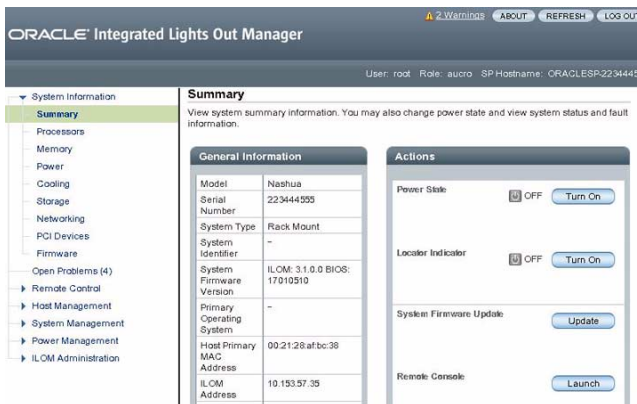 2 Warnings ABOUT REFRESH LOG OUT
ORACLE Integrated Lights Out Manager
User: root Role: aucro SP Hostname: ORACLESP-2234445
System Information
Summary
Processors
Memory
Power
Cooling
Storage
Networking
PCI Devices
Firmware
Open Problems (4)
Remote Control
Host Management
System Management
Power Management
ILOM Administration
Summary
View system summary information. You may also change power state and view system status and fault
information.
General Information
Model Nashua
Serial
Number 223444555
System Type Rack Mount
System
Identifier -
System
Firmware
Version ILOM: 3.1.0.0 BIOS:
17010510
Primary
Operating
System -
Host Primary
MAC
Address 00:21:28:af:bc:38
ILOM
Address 10.153.57.35
Actions
Power State OFF Turn On
Locator Indicator OFF Turn On
System Firmware Update Update
Remote Console Launch